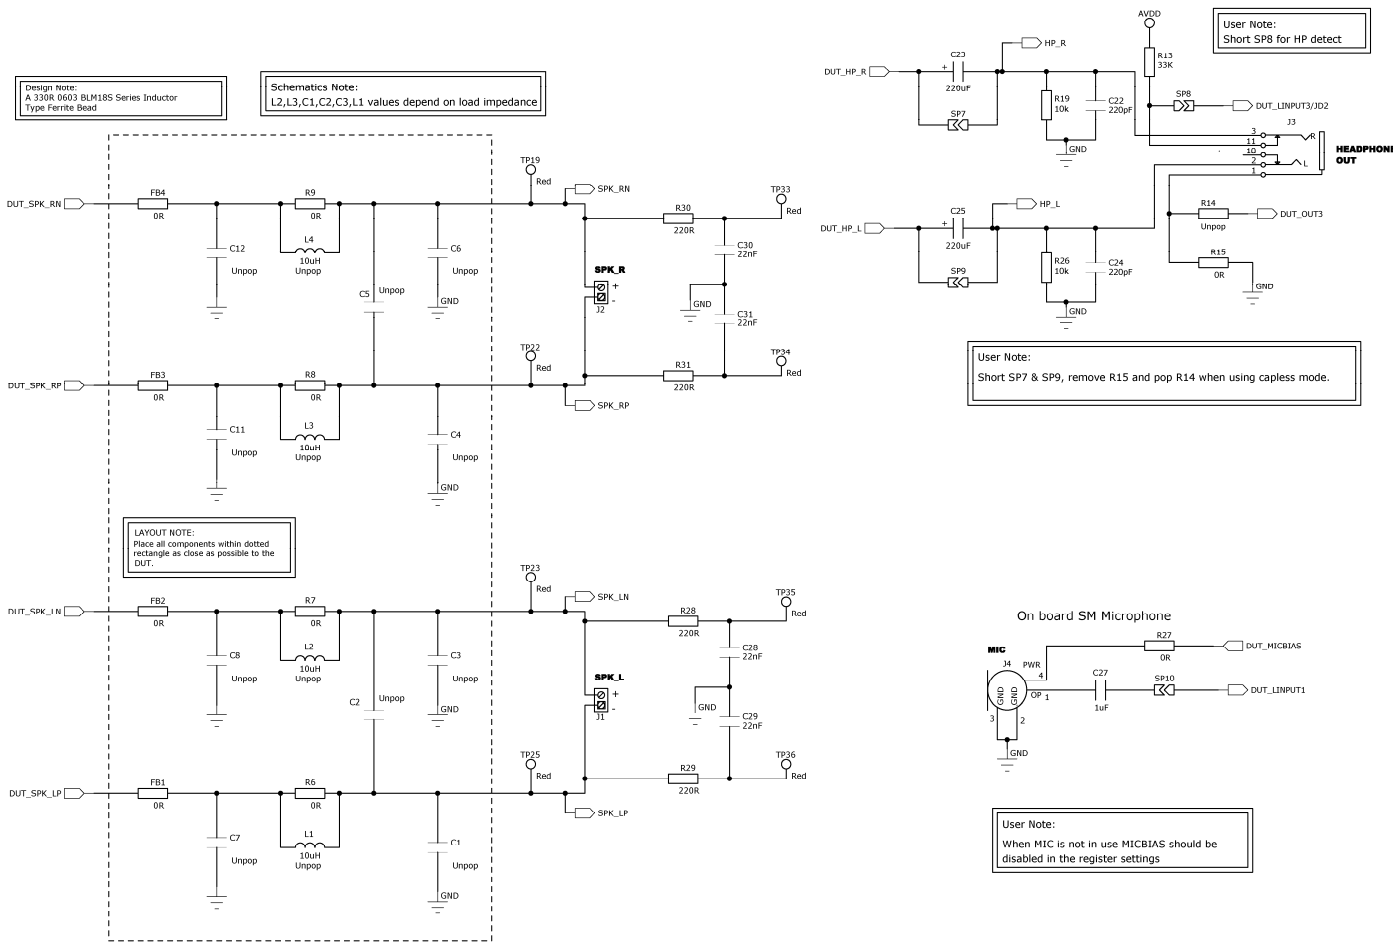 Design Note:
A 330R 0603 BLM18S Series Inductor
Type Ferrite Bead
Schematics Note:
L2,L3,C1,C2,C3,L1 values depend on load impedance
DUT_SPK_RN
FB4
0R
C12
Unpop
R9
0R
L4
10uH
Unpop
C5
Unpop
C6
Unpop
GND
TP19
Red
SPK_RN
R30
220R
TP33
Red
C30
22nF
SPK_R
+
-
J2
GND
C31
22nF
DUT_SPK_RP
FB3
0R
C11
Unpop
R8
0R
L3
10uH
Unpop
C4
Unpop
GND
TP22
Red
SPK_RP
R31
220R
TP34
Red
LAYOUT NOTE:
Place all components within dotted
rectangle as close as possible to the
DUT.
DUT_SPK_LN
FB2
0R
C8
Unpop
R7
0R
L2
10uH
Unpop
C2
Unpop
C3
Unpop
GND
TP23
Red
SPK_LN
R28
220R
TP35
Red
C28
22nF
SPK_L
+
-
J1
GND
C29
22nF
DUT_SPK_LP
FB1
0R
C7
Unpop
R6
0R
L1
10uH
Unpop
C1
Unpop
GND
TP25
Red
SPK_LP
R29
220R
TP36
Red
AVDD
R13
33K
User Note:
Short SP8 for HP detect
DUT_HP_R
+
C23
220uF
SP7
HP_R
R19
10k
C22
220pF
GND
SP8
DUT_LINPUT3/JD2
J3
3
11
10
2
1
R
L
HEADPHONE
OUT
DUT_HP_L
+
C25
220uF
SP9
HP_L
R26
10k
C24
220pF
GND
R14
Unpop
DUT_OUT3
R15
0R
GND
User Note:
Short SP7 & SP9, remove R15 and pop R14 when using capless mode.
On board SM Microphone
MIC
J4
PWR
4
R27
0R
DUT_MICBIAS
GND
GND
OP 1
C27
1uF
SP10
DUT_LINPUT1
3
2
GND
User Note:
When MIC is not in use MICBIAS should be
disabled in the register settings